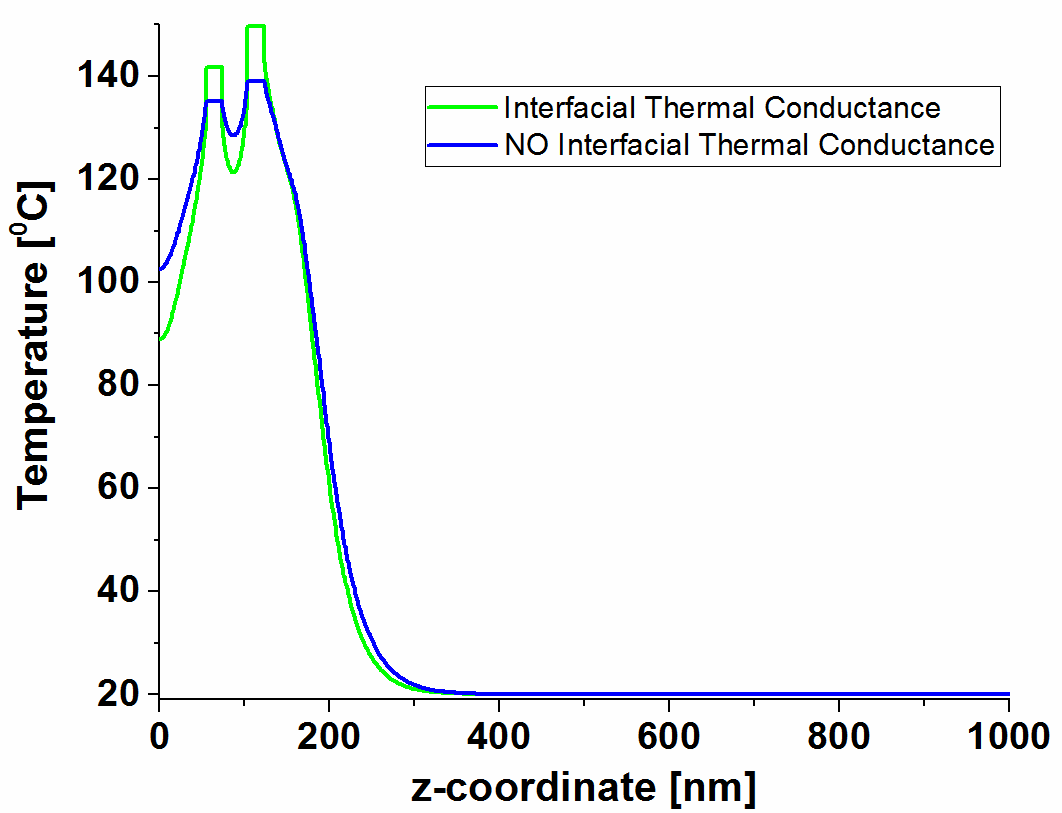 Interfacial Thermal Conductance
NO Interfacial Thermal Conductance
Temperature [⁰C]
140
120
100
80
60
40
20
0 200 400 600 800 1000
z-coordinate [nm]